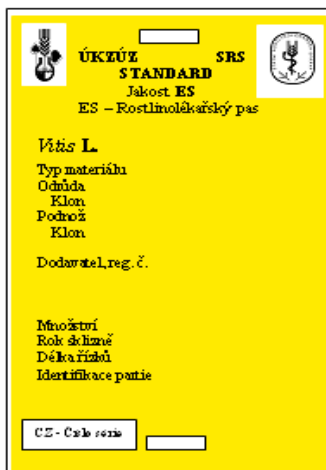 ÚKZÚZ SRS
STANDARD
Jakost ES
ES – Rostlinolékařský pas
Vitis L.
Typ materiálu
Odrůda
Klon
Podnož
Klon
Dodavatel, reg. č.
Množství
Rok sklizně
Délka řízků
Identifikace partie
CZ - Číslo série